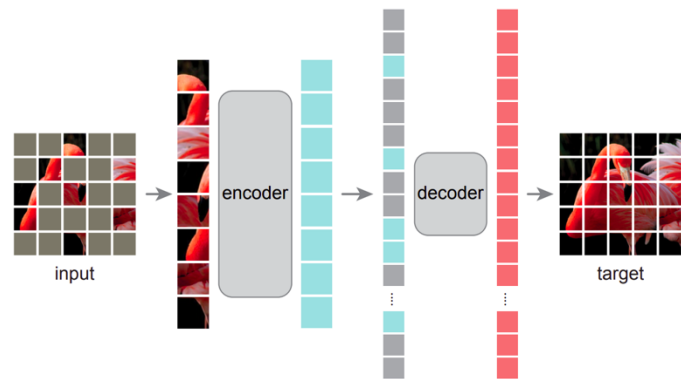 input
encoder
decoder
target